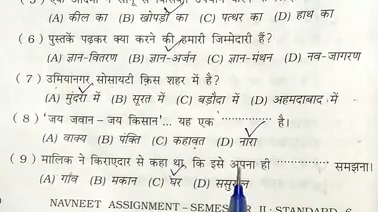 (A) कील का (B) खोपड़ी का (C) पत्थर का (D) हाथ का
( 6 ) पुस्तकें पढ़कर क्या करने की हमारी जिम्मेदारी हैं?
(A) ज्ञान-वितरण (B) ज्ञान-अर्जन (C) ज्ञान-मंथन (D) नव-जागरण
( 7 ) उमियानगर सोसायटी किस शहर में है?
(A) मुंदरा में (B) सूरत में (C) बड़ौदा में (D) अहमदाबाद में
( 8 ) 'जय जवान – जय किसान'... यह एक ............... है।
(A) वाक्य (B) पंक्ति (C) कहावत (D) नारा
( 9 ) मालिक ने किराएदार से कहा था, कि इसे अपना ही ............... समझना।
(A) गाँव (B) मकान (C) घर (D) ससुराल
NAVNEET ASSIGNMENT – SEMESTER II : STANDARD 6